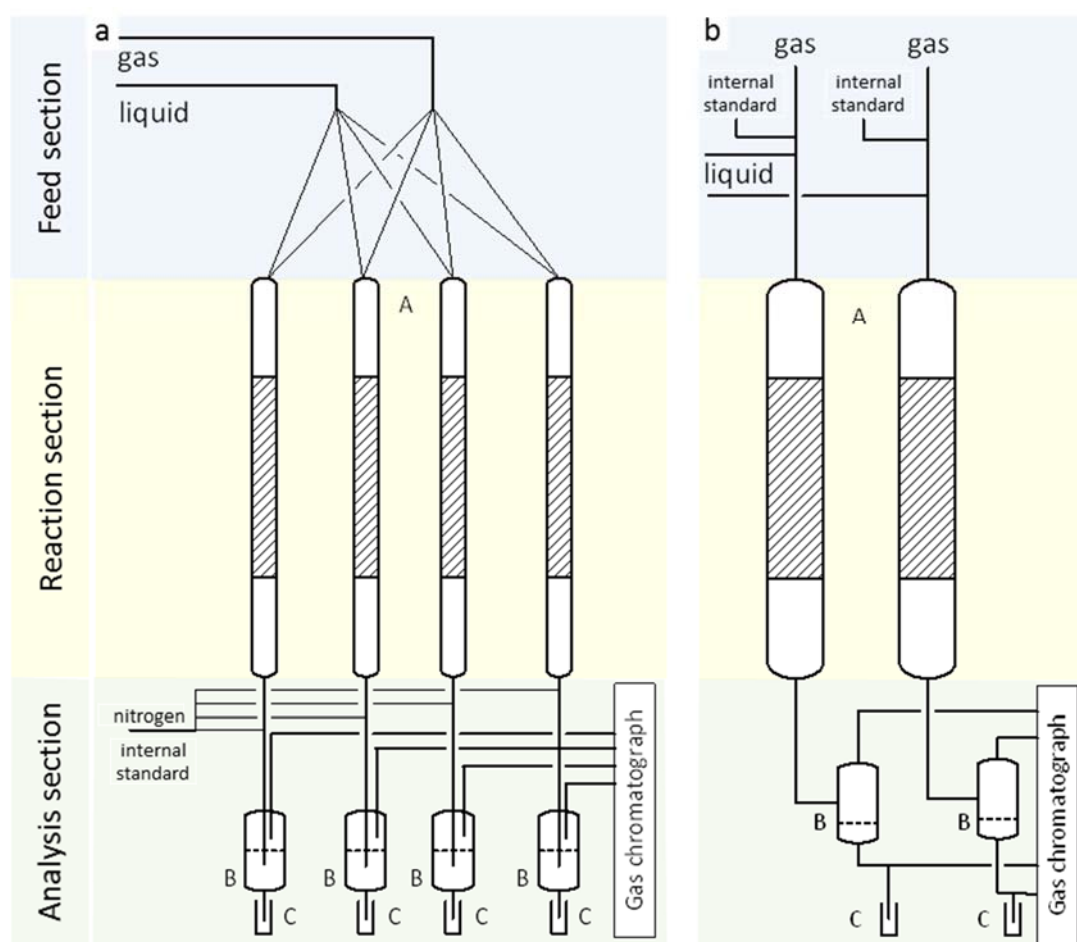 a
gas
liquid
Feed section
A
Reaction section
nitrogen
internal
standard
B
B
B
B
C
C
C
C
Gas chromatograph
Analysis section
b
gas
gas
internal
standard
internal
standard
liquid
A
B
B
C
C
Gas chromatograph